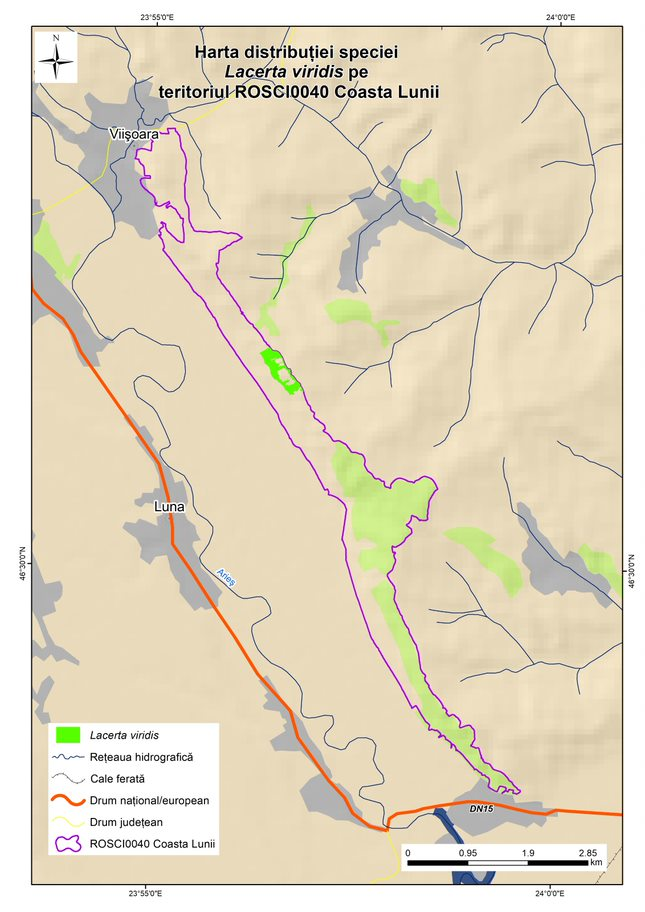 23°55'0"E
24°0'0"E
N
Harta distribuției speciei
Lacerta viridis pe
teritoriul ROSCI0040 Coasta Lunii
Viișoara
Luna
Arieș
46°30'0"N
46°30'0"N
Lacerta viridis
Rețeaua hidrografică
Cale ferată
Drum național/european
Drum județean
ROSCI0040 Coasta Lunii
DN15
0 0.95 1.9 2.85
km
23°55'0"E
24°0'0"E